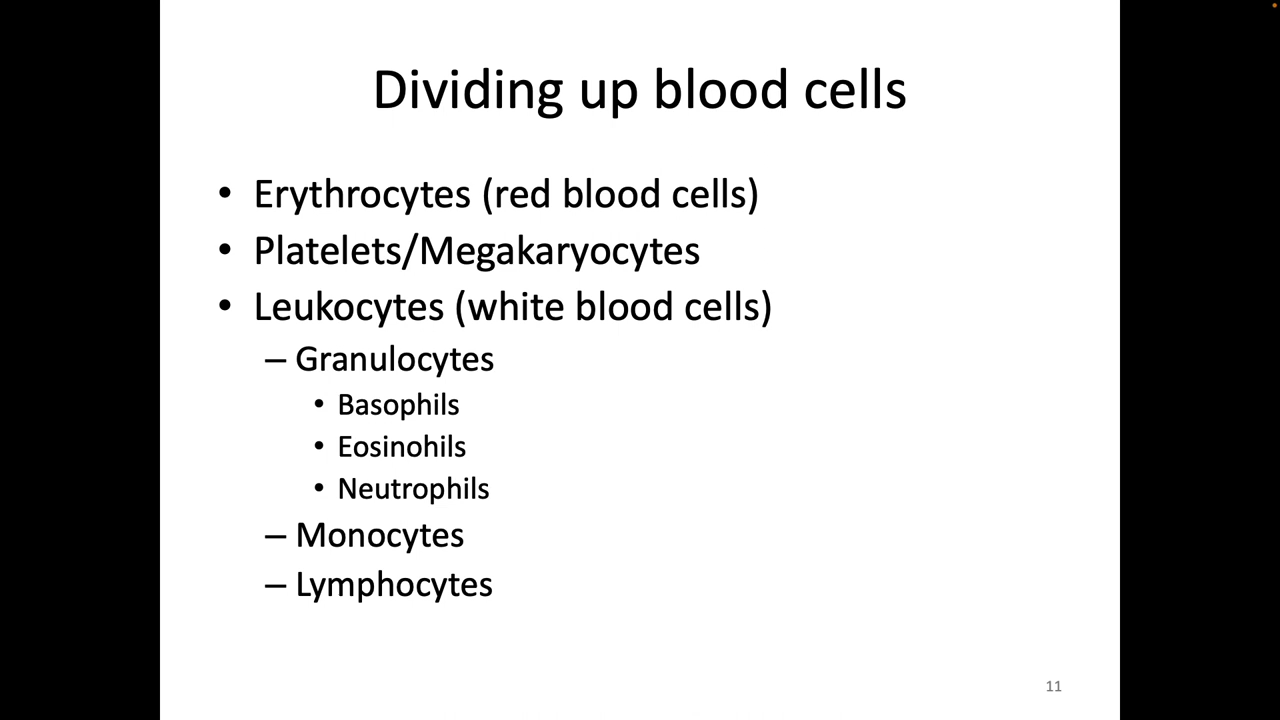 Dividing up blood cells
• Erythrocytes (red blood cells)
• Platelets/Megakaryocytes
• Leukocytes (white blood cells)
– Granulocytes
• Basophils
• Eosinohils
• Neutrophils
– Monocytes
– Lymphocytes
11